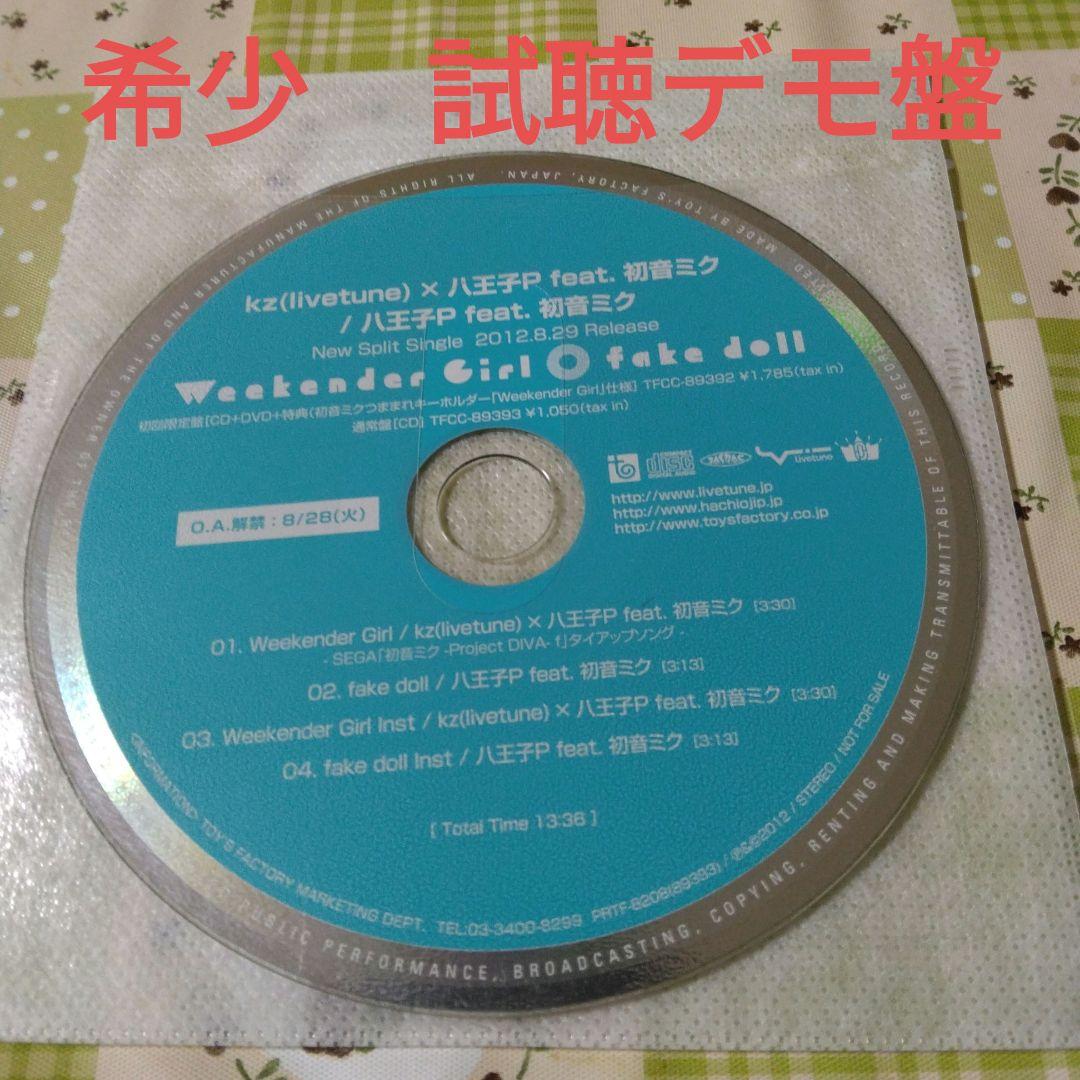 希少　試聴デモ盤
kz(livetune) × 八王子P feat. 初音ミク
/ 八王子P feat. 初音ミク
New Split Single 2012.8.29 Release
Weekender Girl fake doll
初回限定盤[CD+DVD+特典(初音ミクつままれキーホルダー「Weekender Girl」仕様] TFCC-89392 ¥1,785(tax in)
通常盤[CD] TFCC-89393 ¥1,050(tax in)
COMPACT disc DIGITAL AUDIO livetune
http://www.livetune.jp
http://www.hachiojip.jp
http://www.toysfactory.co.jp
O.A.解禁:8/28(火)
01. Weekender Girl / kz(livetune) × 八王子P feat. 初音ミク [3:30]
- SEGA「初音ミク -Project DIVA- f」タイアップソング -
02. fake doll / 八王子P feat. 初音ミク [3:13]
03. Weekender Girl Inst / kz(livetune) × 八王子P feat. 初音ミク [3:30]
04. fake doll Inst / 八王子P feat. 初音ミク [3:13]
[ Total Time 13:36 ]
INFORMATION: TOY'S FACTORY MARKETING DEPT. TEL:03-3400-8299 PRTF-8208(89393) / ℗&©2012 / STEREO / NOT FOR SALE
MADE BY TOY'S FACTORY, JAPAN. ALL RIGHTS OF THE MANUFACTURER AND OF THE OWNER OF
PUBLIC PERFORMANCE, BROADCASTING, COPYING, RENTING AND MAKING TRANSMITTABLE OF THIS RECORD